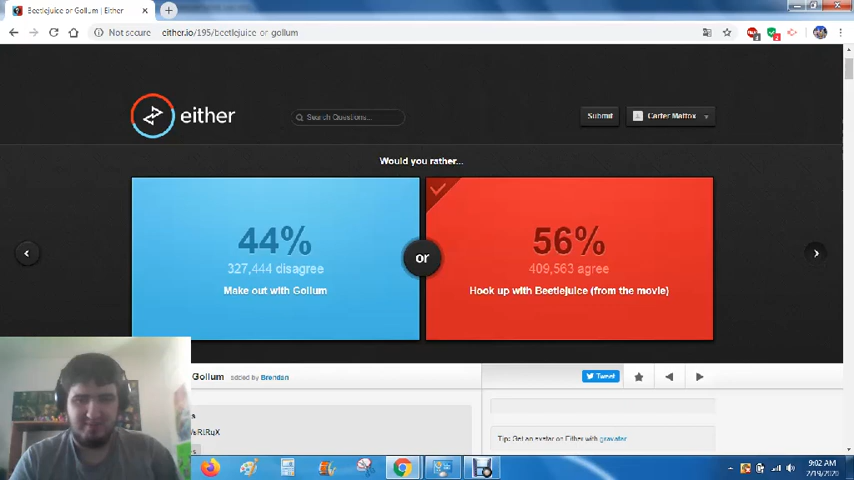 Beetlejuice or Gollum | Either
Not secure either.io/195/beetlejuice-or-gollum
either
Search Questions...
Submit
Carter Mattox
Would you rather...
44%
327,444 disagree
Make out with Gollum
or
56%
409,563 agree
Hook up with Beetlejuice (from the movie)
Gollum added by Brendan
Tweet
Tip: Get an avatar on Either with gravatar
9:02 AM
2/19/2020